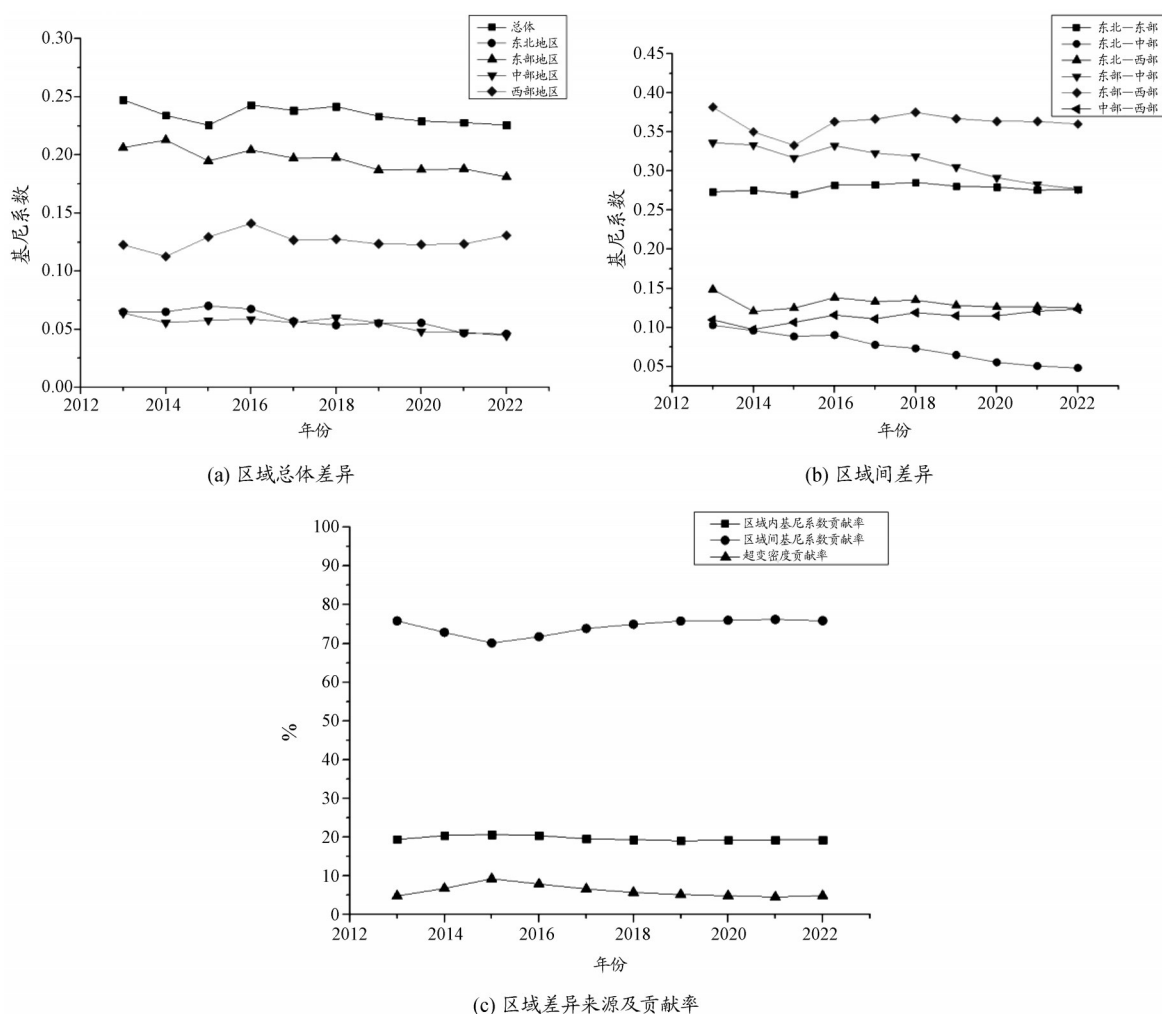 总体
东北地区
东部地区
中部地区
西部地区
0.30
0.25
0.20
0.15
0.10
0.05
0.00
基尼系数
2012 2014 2016 2018 2020 2022
年份
(a) 区域总体差异
东北—东部
东北—中部
东北—西部
东部—中部
东部—西部
中部—西部
0.45
0.40
0.35
0.30
0.25
0.20
0.15
0.10
0.05
基尼系数
2012 2014 2016 2018 2020 2022
年份
(b) 区域间差异
区域内基尼系数贡献率
区域间基尼系数贡献率
超变密度贡献率
100
90
80
70
60
50
40
30
20
10
0
%
2012 2014 2016 2018 2020 2022
年份
(c) 区域差异来源及贡献率